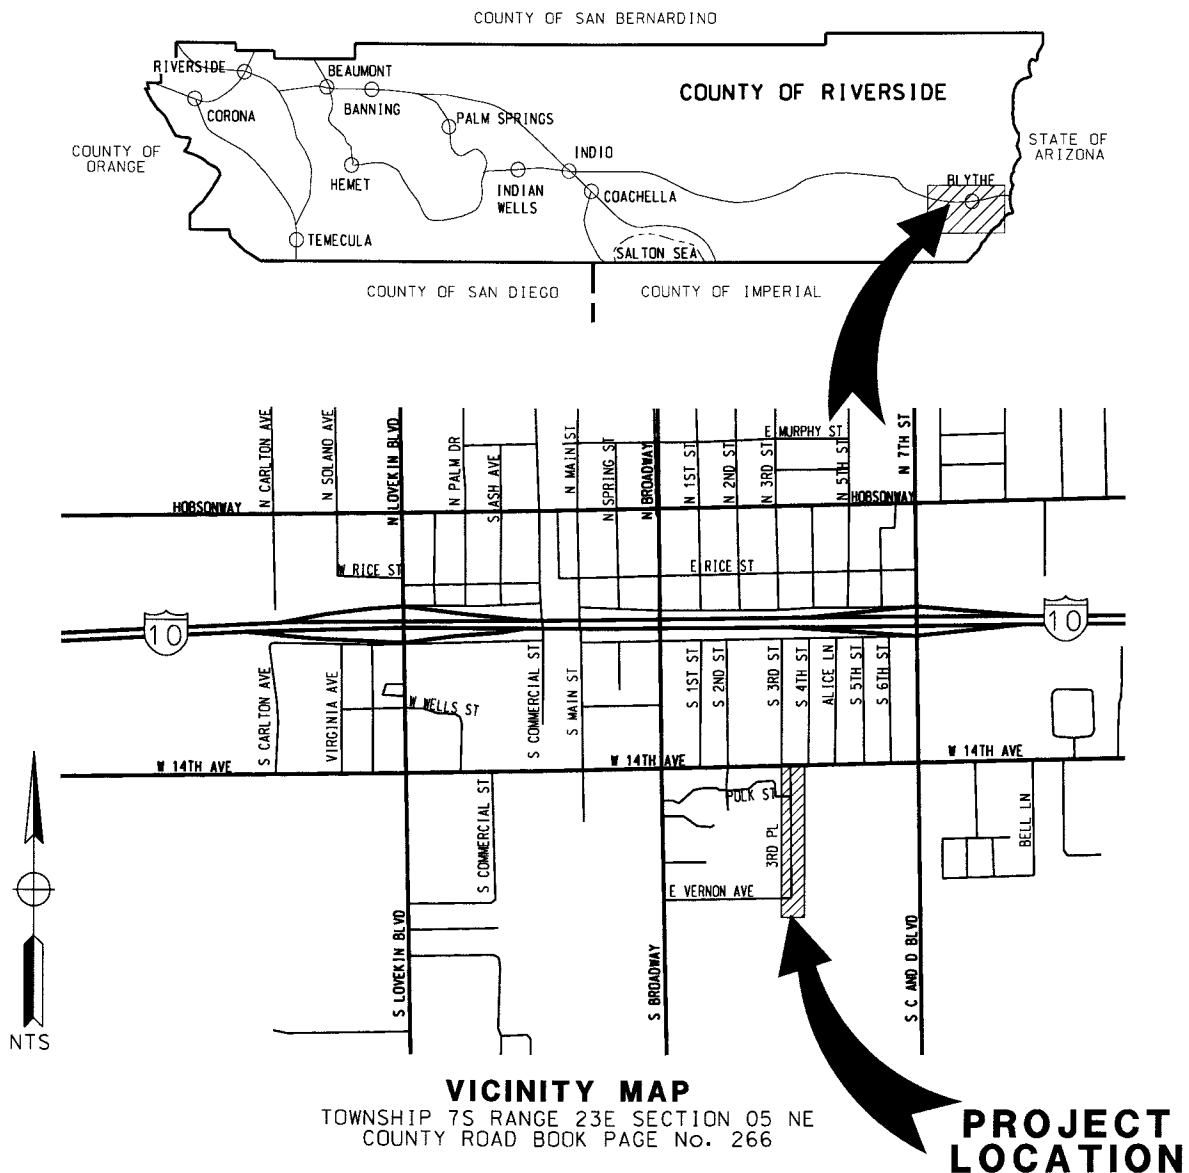 COUNTY OF SAN BERNARDINO
RIVERSIDE
BEAUMONT
CORONA
BANNING
COUNTY OF RIVERSIDE
PALM SPRINGS
COUNTY OF
ORANGE
STATE OF
ARIZONA
INDIO
HEMET
INDIAN
WELLS
COACHELLA
BLYTHE
TEMECULA
SALTON SEA
COUNTY OF SAN DIEGO
COUNTY OF IMPERIAL
N CARLTON AVE
N SOLANO AVE
N LOVEKIN BLVD
N PALM DR
S ASH AVE
N MAIN ST
N SPRING ST
N BROADWAY
N 1ST ST
N 2ND ST
N 3RD ST
E MURPHY ST
N 5TH ST
N 7TH ST
HOBSONWAY
HOBSONWAY
W RICE ST
E RICE ST
10
10
S CARLTON AVE
VIRGINIA AVE
W WELLS ST
S COMMERCIAL ST
S MAIN ST
S 1ST ST
S 2ND ST
S 3RD ST
S 4TH ST
ALICE LN
S 5TH ST
S 6TH ST
W 14TH AVE
W 14TH AVE
W 14TH AVE
S COMMERCIAL ST
POLK ST
3RD PL
BELL LN
E VERNON AVE
S LOVEKIN BLVD
S BROADWAY
S C AND D BLVD
NTS
VICINITY MAP
TOWNSHIP 7S RANGE 23E SECTION 05 NE
COUNTY ROAD BOOK PAGE No. 266
PROJECT
LOCATION